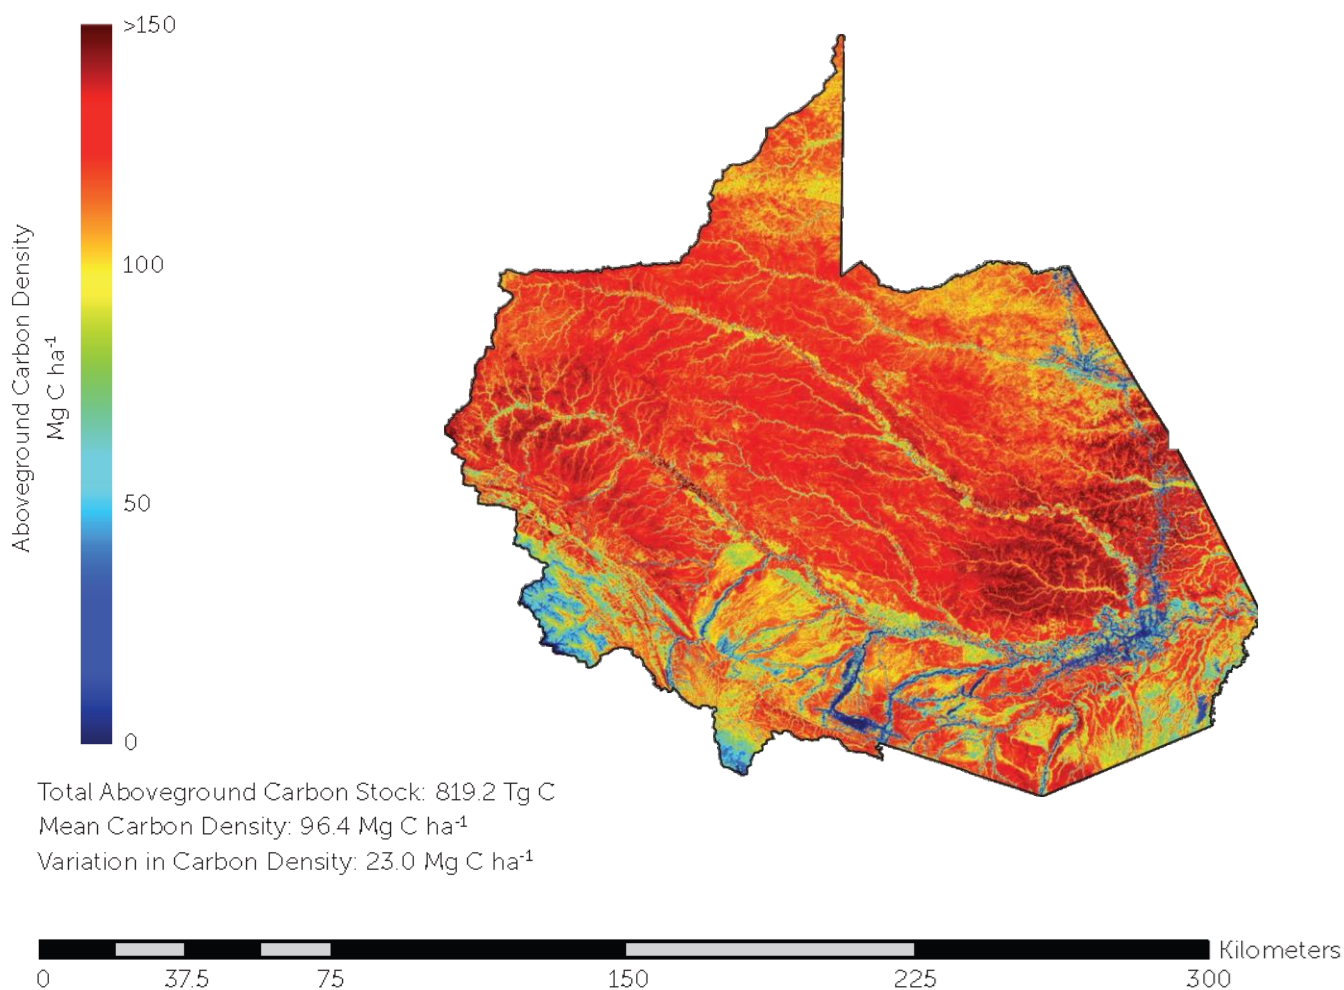 >150
100
50
0
Aboveground Carbon Density
Mg C ha⁻¹
Total Aboveground Carbon Stock: 819.2 Tg C
Mean Carbon Density: 96.4 Mg C ha⁻¹
Variation in Carbon Density: 23.0 Mg C ha⁻¹
Kilometers
0 37.5 75 150 225 300